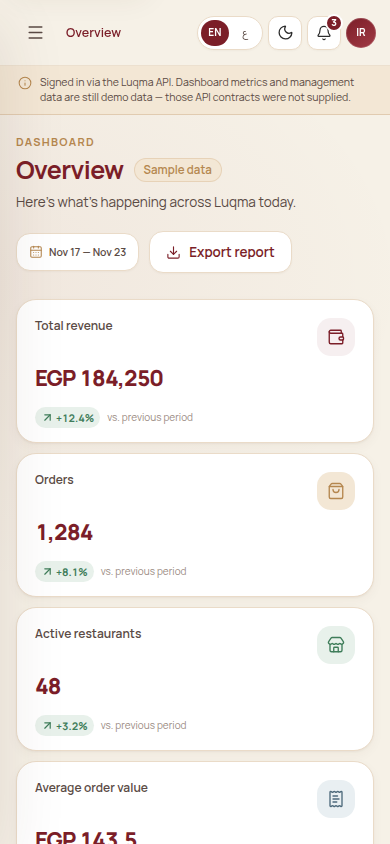 Overview
EN
ع
3
IR
Signed in via the Luqma API. Dashboard metrics and management
data are still demo data — those API contracts were not supplied.
DASHBOARD
Overview
Sample data
Here's what's happening across Luqma today.
Nov 17 — Nov 23
Export report
Total revenue
EGP 184,250
+12.4%
vs. previous period
Orders
1,284
+8.1%
vs. previous period
Active restaurants
48
+3.2%
vs. previous period
Average order value
EGP 143.5